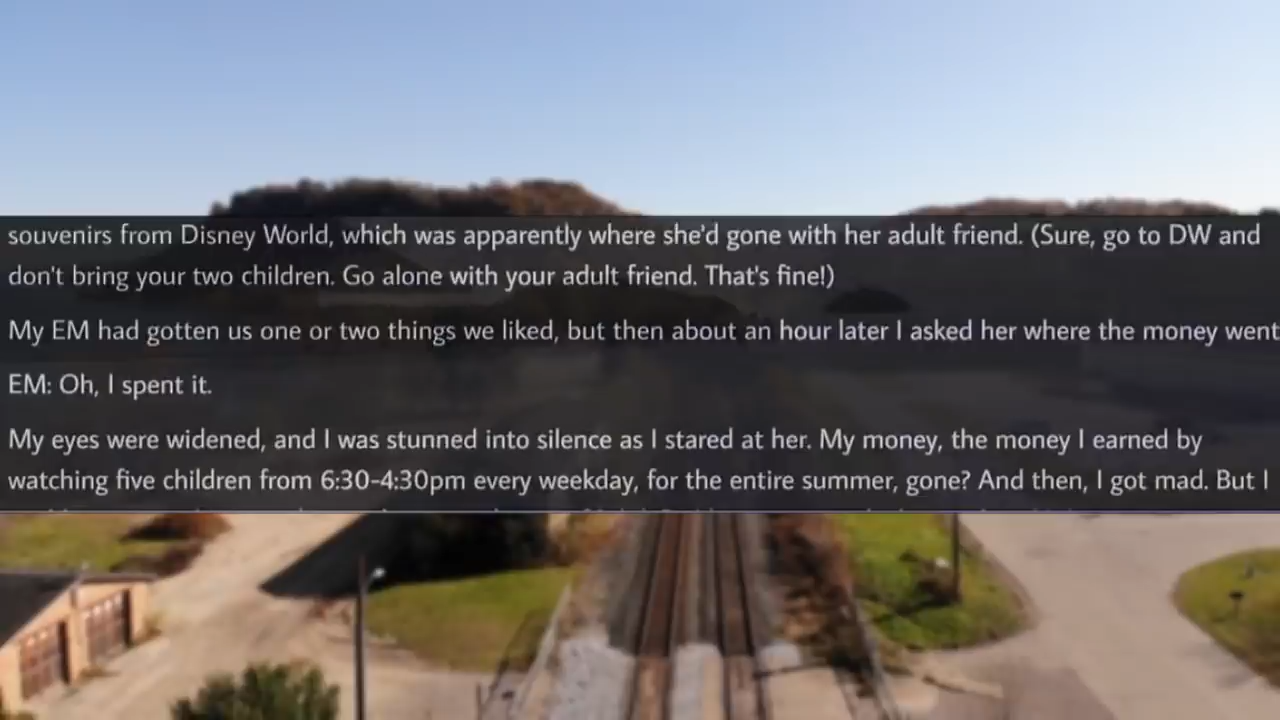 souvenirs from Disney World, which was apparently where she'd gone with her adult friend. (Sure, go to DW and
don't bring your two children. Go alone with your adult friend. That's fine!)
My EM had gotten us one or two things we liked, but then about an hour later I asked her where the money went
EM: Oh, I spent it.
My eyes were widened, and I was stunned into silence as I stared at her. My money, the money I earned by
watching five children from 6:30-4:30pm every weekday, for the entire summer, gone? And then, I got mad. But I